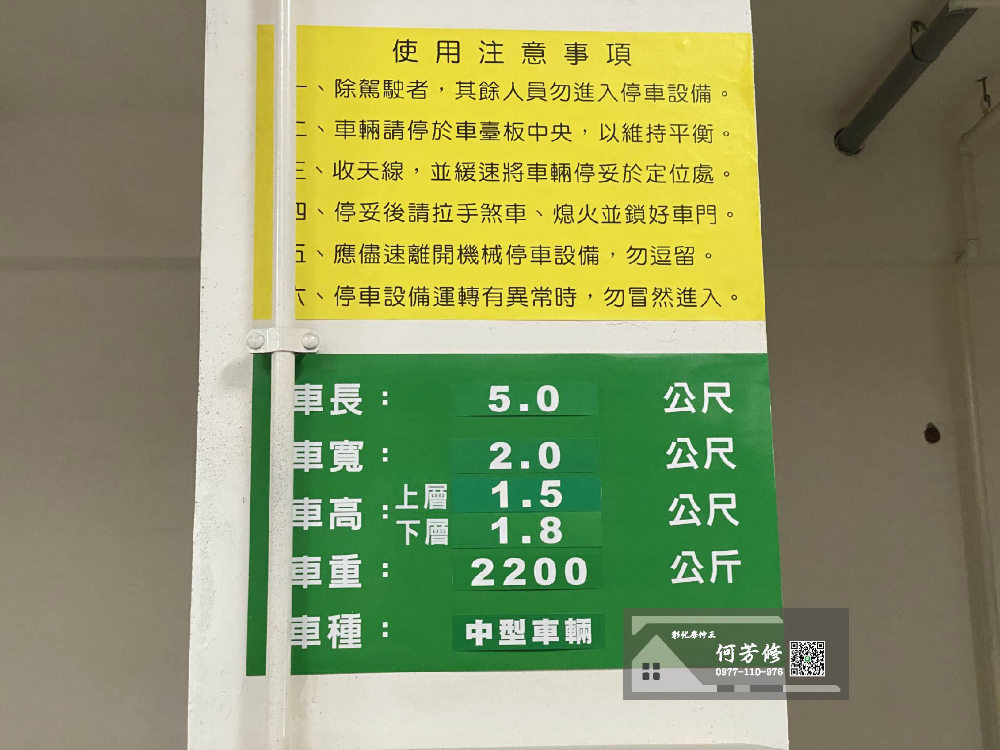 使用注意事項
一、除駕駛者，其餘人員勿進入停車設備。
二、車輛請停於車臺板中央，以維持平衡。
三、收天線，並緩速將車輛停妥於定位處。
四、停妥後請拉手煞車、熄火並鎖好車門。
五、應儘速離開機械停車設備，勿逗留。
六、停車設備運轉有異常時，勿冒然進入。
車長： 5.0 公尺
車寬： 2.0 公尺
車高： 上層 1.5 公尺
下層 1.8
車重： 2200 公斤
車種： 中型車輛
何芳修
0977-110-976